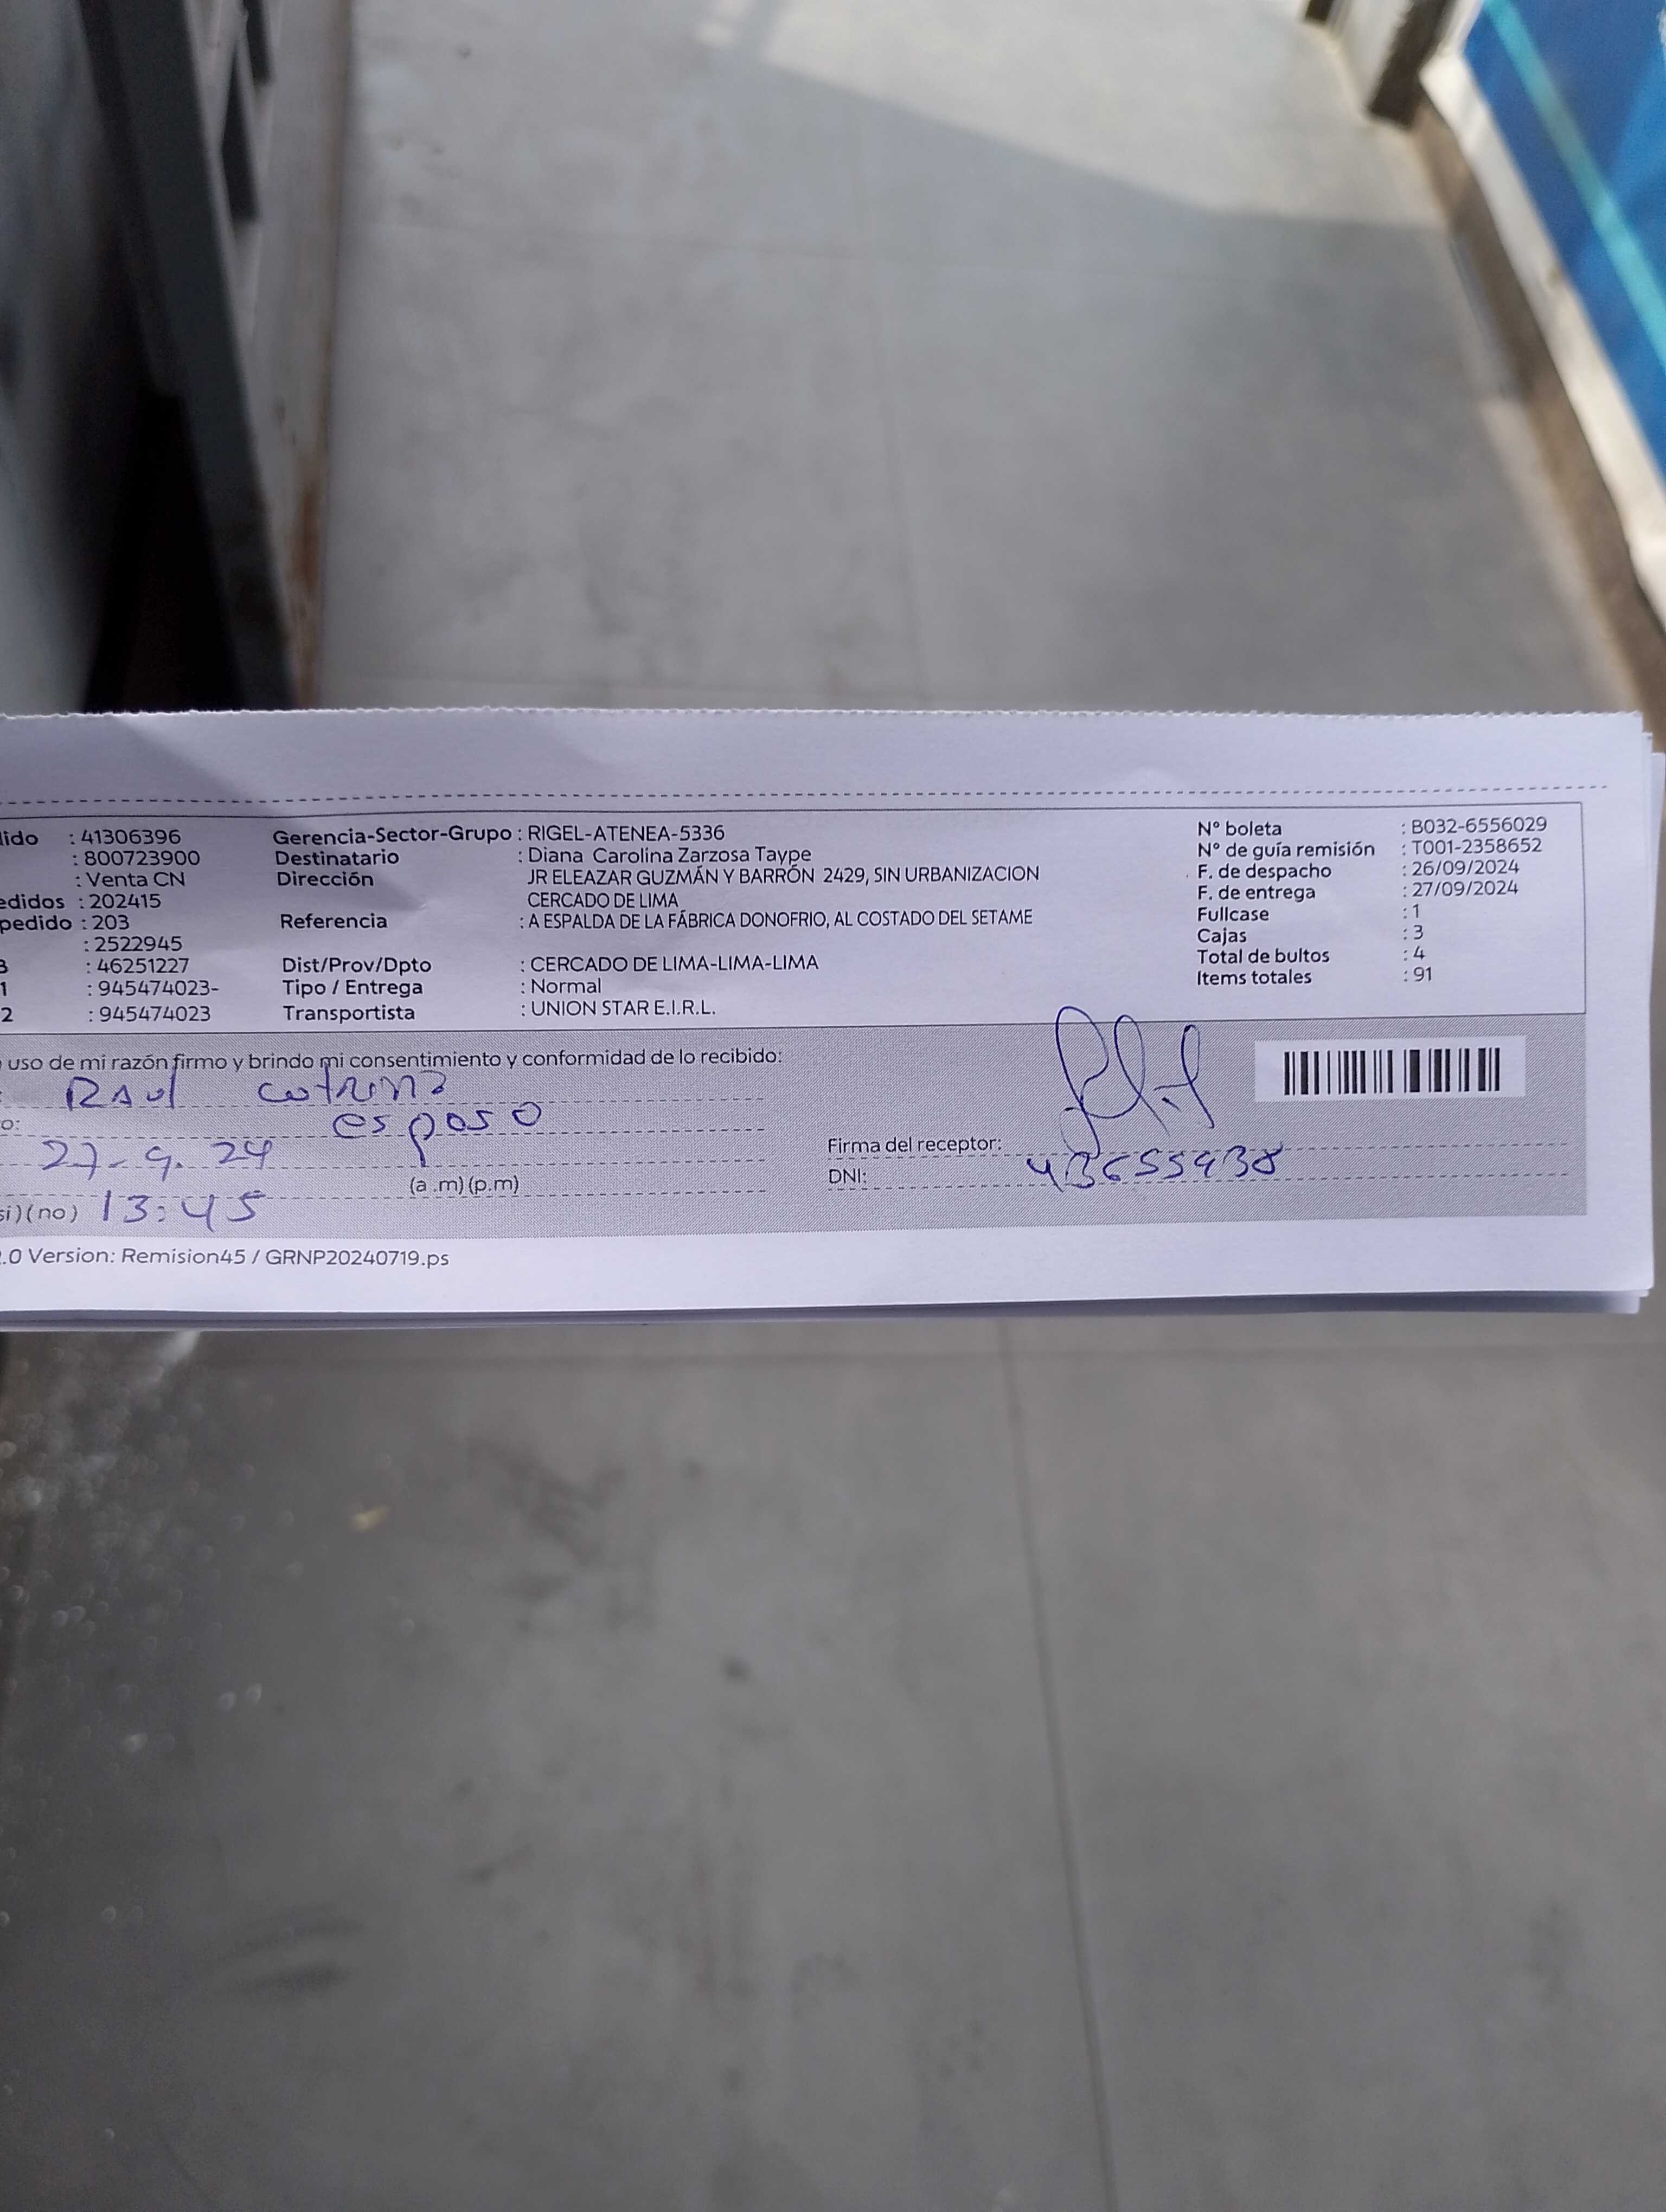 lido : 41306396 Gerencia-Sector-Grupo : RIGEL-ATENEA-5336 N° boleta : B032-6556029
: 800723900 Destinatario : Diana Carolina Zarzosa Taype N° de guía remisión : T001-2358652
: Venta CN Dirección JR ELEAZAR GUZMÁN Y BARRÓN 2429, SIN URBANIZACION F. de despacho : 26/09/2024
edidos : 202415 CERCADO DE LIMA F. de entrega : 27/09/2024
pedido : 203 Referencia : A ESPALDA DE LA FÁBRICA DONOFRIO, AL COSTADO DEL SETAME Fullcase : 1
: 2522945 Cajas : 3
3 : 46251227 Dist/Prov/Dpto : CERCADO DE LIMA-LIMA-LIMA Total de bultos : 4
1 : 945474023- Tipo / Entrega : Normal Items totales : 91
2 : 945474023 Transportista : UNION STAR E.I.R.L.
uso de mi razón firmo y brindo mi consentimiento y conformidad de lo recibido:
: Raul cotrina
o: esposo
27-9.24 Firma del receptor:
(a .m) (p.m) DNI: 43655938
si) (no) 13:45
.0 Version: Remision45 / GRNP20240719.ps